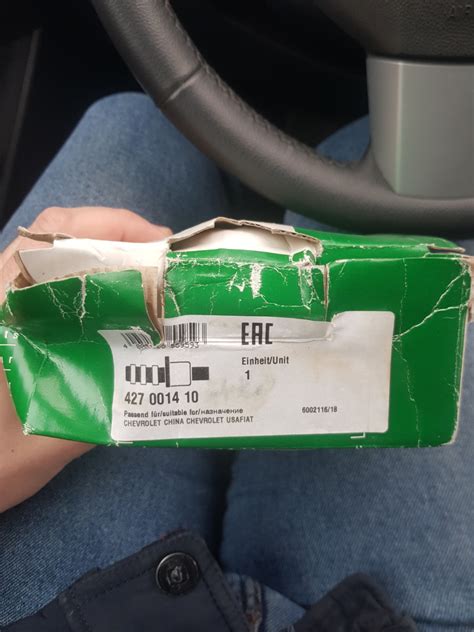 EAC
Einheit/Unit
1
427 0014 10
Passend für/suitable for/назначение
6002116/18
CHEVROLET CHINA CHEVROLET USAFIAT